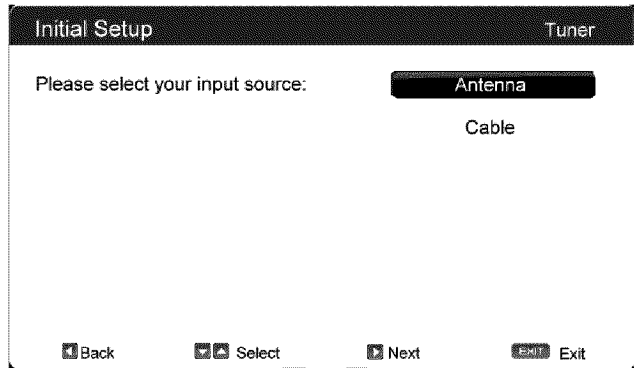 Initial Setup Tuner
Please select your input source: Antenna
Cable
Back Select Next EXIT Exit